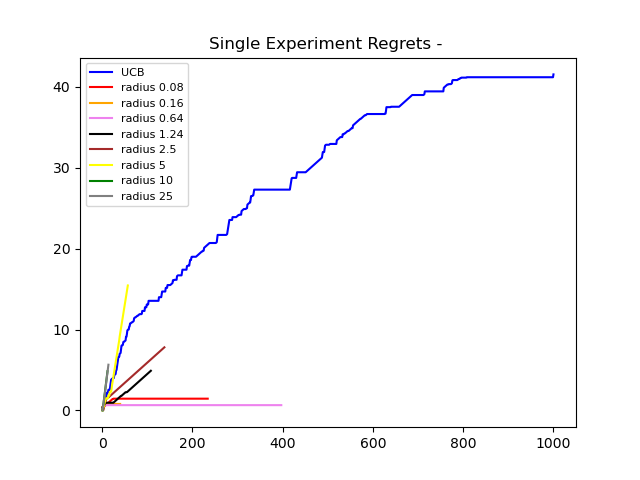 Single Experiment Regrets -
UCB
radius 0.08
radius 0.16
radius 0.64
radius 1.24
radius 2.5
radius 5
radius 10
radius 25
40
30
20
10
0
0 200 400 600 800 1000